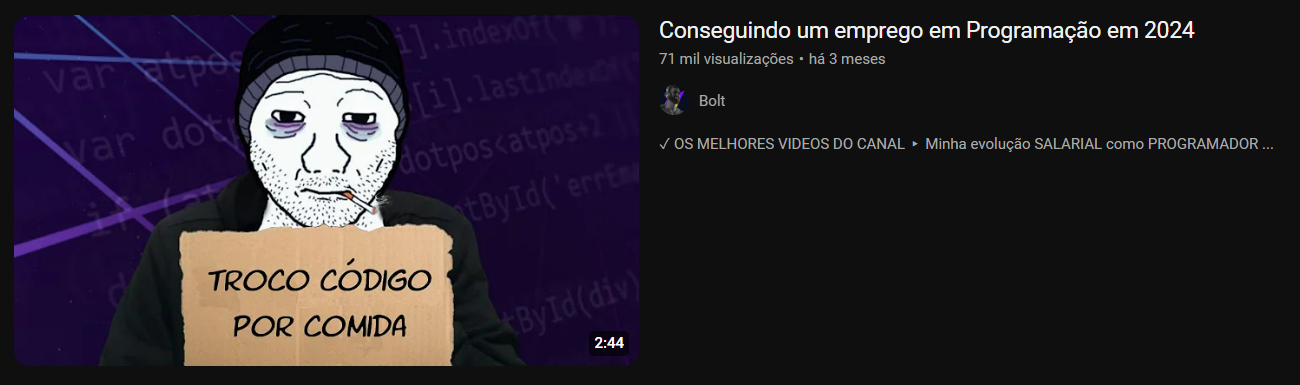 Conseguindo um emprego em Programação em 2024
71 mil visualizações • há 3 meses
Bolt
✓ OS MELHORES VIDEOS DO CANAL ‣ Minha evolução SALARIAL como PROGRAMADOR ...
var atpos
i].indexOf("
var dot
[i].lastIndexOf(
dotpos<atpos+2
if (at
tById('errEm
tById(div)
TROCO CÓDIGO
POR COMIDA
2:44